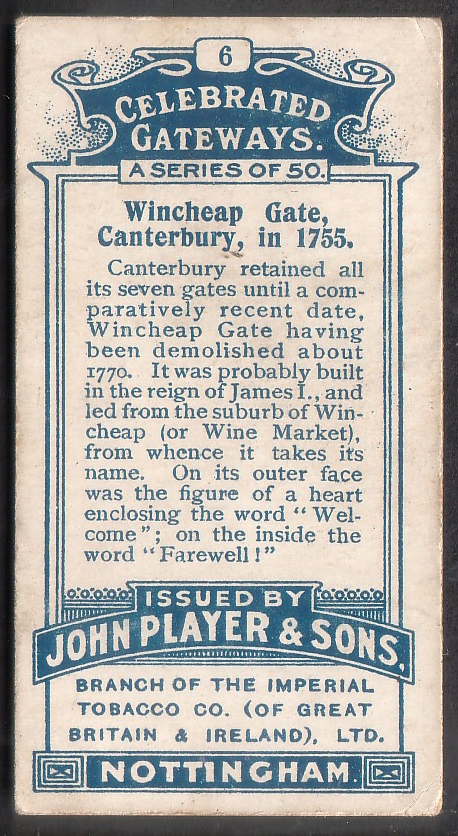 6
CELEBRATED
GATEWAYS.
A SERIES OF 50.
Wincheap Gate,
Canterbury, in 1755.
Canterbury retained all
its seven gates until a com-
paratively recent date,
Wincheap Gate having
been demolished about
1770. It was probably built
in the reign of James I., and
led from the suburb of Win-
cheap (or Wine Market),
from whence it takes its
name. On its outer face
was the figure of a heart
enclosing the word "Wel-
come"; on the inside the
word "Farewell!"
ISSUED BY
JOHN PLAYER & SONS.
BRANCH OF THE IMPERIAL
TOBACCO CO. (OF GREAT
BRITAIN & IRELAND), LTD.
NOTTINGHAM.